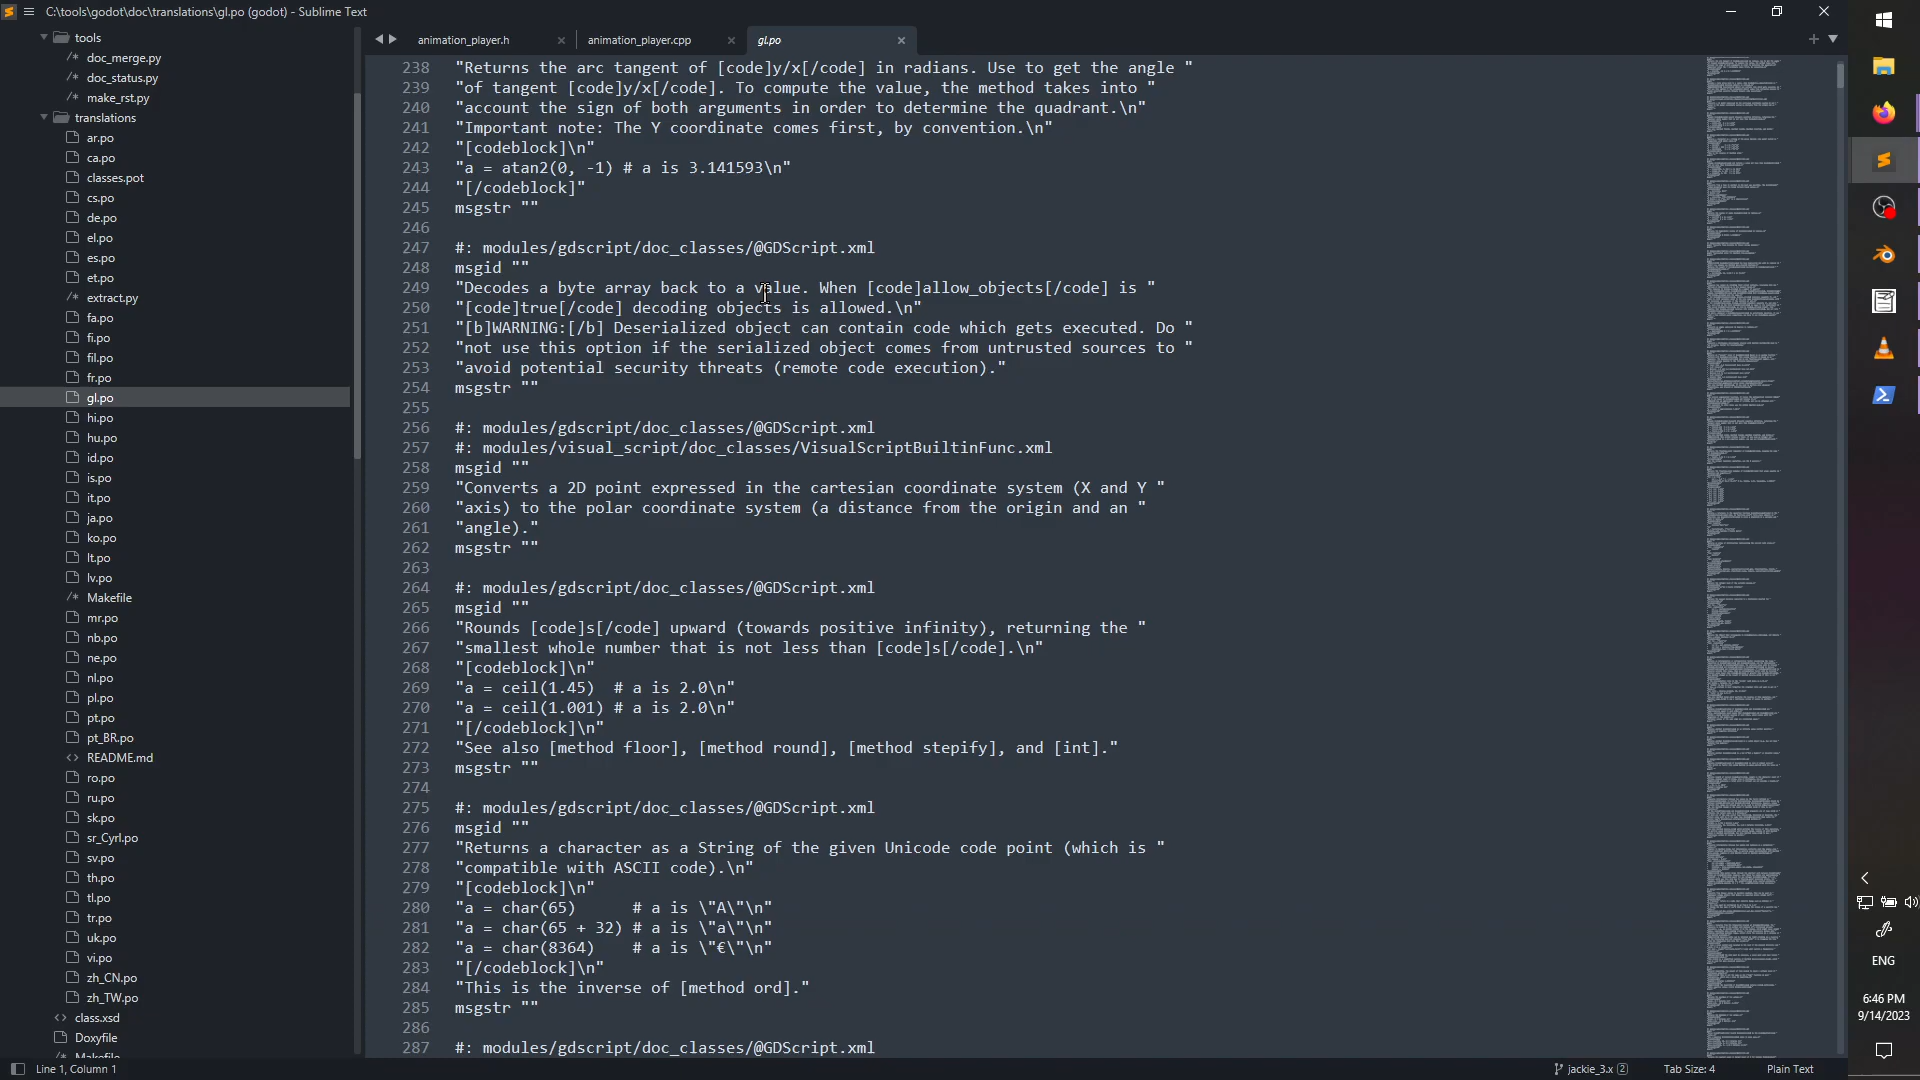 C:\tools\godot\doc\translations\gl.po (godot) - Sublime Text
tools
doc_merge.py
doc_status.py
make_rst.py
translations
ar.po
ca.po
classes.pot
cs.po
de.po
el.po
es.po
et.po
extract.py
fa.po
fi.po
fil.po
fr.po
gl.po
hi.po
hu.po
id.po
is.po
it.po
ja.po
ko.po
lt.po
lv.po
Makefile
mr.po
nb.po
ne.po
nl.po
pl.po
pt.po
pt_BR.po
README.md
ro.po
ru.po
sk.po
sr_Cyrl.po
sv.po
th.po
tl.po
tr.po
uk.po
vi.po
zh_CN.po
zh_TW.po
class.xsd
Doxyfile
Makefile
animation_player.h
animation_player.cpp
gl.po
238 "Returns the arc tangent of [code]y/x[/code] in radians. Use to get the angle "
239 "of tangent [code]y/x[/code]. To compute the value, the method takes into "
240 "account the sign of both arguments in order to determine the quadrant.\n"
241 "Important note: The Y coordinate comes first, by convention.\n"
242 "[codeblock]\n"
243 "a = atan2(0, -1) # a is 3.141593\n"
244 "[/codeblock]"
245 msgstr ""
246
247 #: modules/gdscript/doc_classes/@GDScript.xml
248 msgid ""
249 "Decodes a byte array back to a value. When [code]allow_objects[/code] is "
250 "[code]true[/code] decoding objects is allowed.\n"
251 "[b]WARNING:[/b] Deserialized object can contain code which gets executed. Do "
252 "not use this option if the serialized object comes from untrusted sources to "
253 "avoid potential security threats (remote code execution)."
254 msgstr ""
255
256 #: modules/gdscript/doc_classes/@GDScript.xml
257 #: modules/visual_script/doc_classes/VisualScriptBuiltinFunc.xml
258 msgid ""
259 "Converts a 2D point expressed in the cartesian coordinate system (X and Y "
260 "axis) to the polar coordinate system (a distance from the origin and an "
261 "angle)."
262 msgstr ""
263
264 #: modules/gdscript/doc_classes/@GDScript.xml
265 msgid ""
266 "Rounds [code]s[/code] upward (towards positive infinity), returning the "
267 "smallest whole number that is not less than [code]s[/code].\n"
268 "[codeblock]\n"
269 "a = ceil(1.45)  # a is 2.0\n"
270 "a = ceil(1.001) # a is 2.0\n"
271 "[/codeblock]\n"
272 "See also [method floor], [method round], [method stepify], and [int]."
273 msgstr ""
274
275 #: modules/gdscript/doc_classes/@GDScript.xml
276 msgid ""
277 "Returns a character as a String of the given Unicode code point (which is "
278 "compatible with ASCII code).\n"
279 "[codeblock]\n"
280 "a = char(65)      # a is \"A\"\n"
281 "a = char(65 + 32) # a is \"a\"\n"
282 "a = char(8364)    # a is \"€\"\n"
283 "[/codeblock]\n"
284 "This is the inverse of [method ord]."
285 msgstr ""
286
287 #: modules/gdscript/doc_classes/@GDScript.xml
ENG
6:46 PM
9/14/2023
Line 1, Column 1
jackie_3.x 2
Tab Size: 4
Plain Text